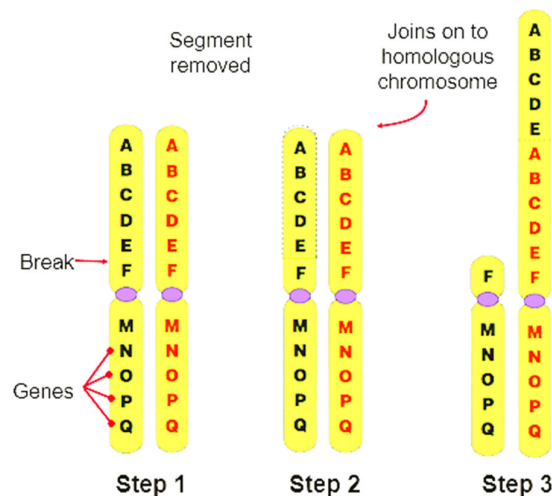 Segment
removed
Joins on to
homologous
chromosome
Break
Genes
A
B
C
D
E
F
M
N
O
P
Q
A
B
C
D
E
F
M
N
O
P
Q
Step 1
A
B
C
D
E
F
M
N
O
P
Q
A
B
C
D
E
F
M
N
O
P
Q
Step 2
F
M
N
O
P
Q
A
B
C
D
E
A
B
C
D
E
F
M
N
O
P
Q
Step 3